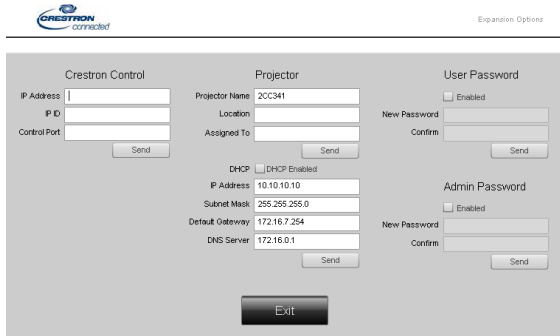 CRESTRON
connected
Expansion Options
Crestron Control
IP Address
IP ID
Control Port
Send
Projector
Projector Name 2CC341
Location
Assigned To
Send
DHCP DHCP Enabled
IP Address 10.10.10.10
Subnet Mask 255.255.255.0
Default Gateway 172.16.7.254
DNS Server 172.16.0.1
Send
User Password
Enabled
New Password
Confirm
Send
Admin Password
Enabled
New Password
Confirm
Send
Exit